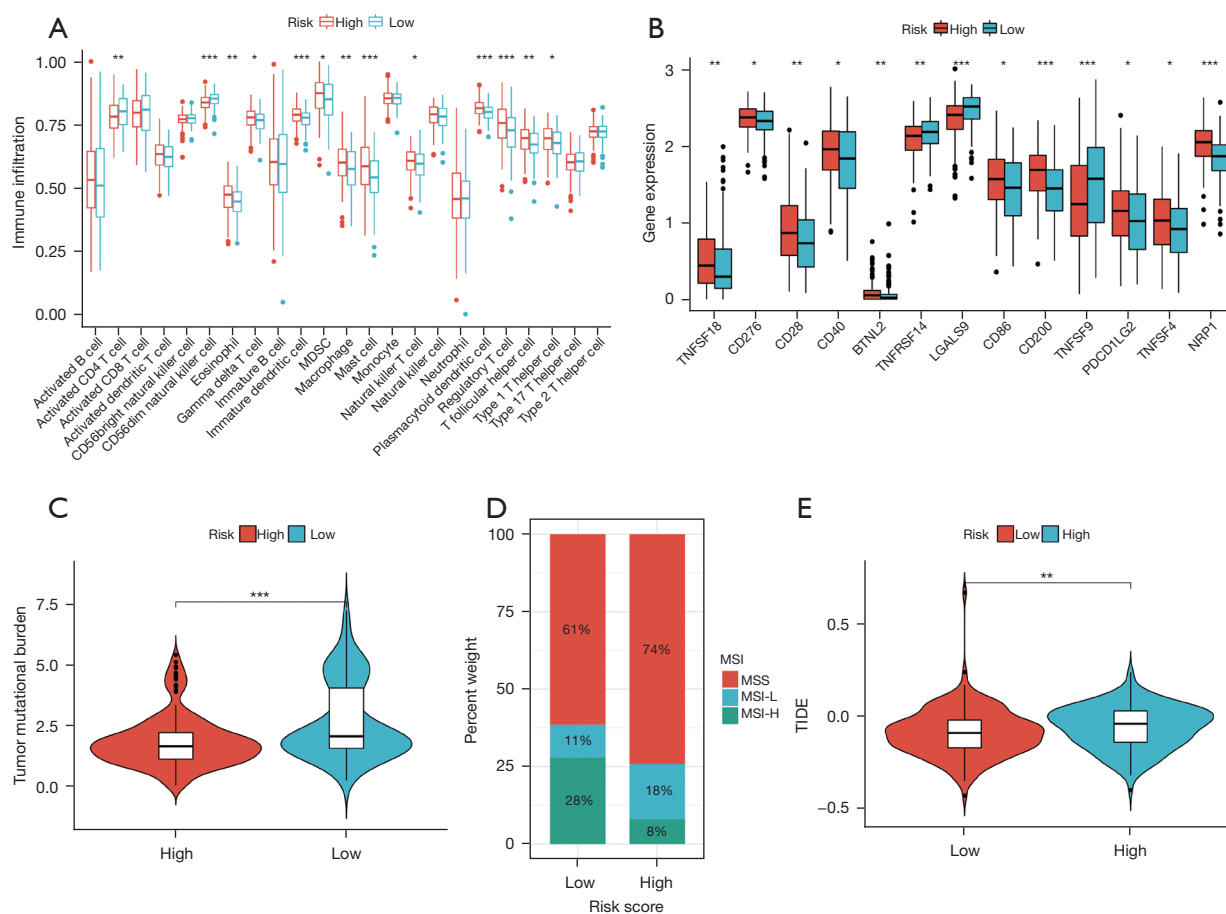 A
Risk High Low
** *** ** * *** * ** *** * *** *** ** *
Immune infiltration
1.00
0.75
0.50
0.25
0.00
Activated B cell
Activated CD4 T cell
Activated CD8 T cell
Activated dendritic T cell
CD56bright natural killer cell
CD56dim natural killer cell
Eosinophil
Gamma delta T cell
Immature B cell
Immature dendritic cell
MDSC
Macrophage
Mast cell
Monocyte
Natural killer T cell
Natural killer cell
Neutrophil
Plasmacytoid dendritic cell
Regulatory T cell
T follicular helper cell
Type 1 T helper cell
Type 17 T helper cell
Type 2 T helper cell
B
Risk High Low
** * ** * ** ** *** * *** *** * * ***
Gene expression
3
2
1
0
TNFSF18
CD276
CD28
CD40
BTNL2
TNFRSF14
LGALS9
CD86
CD200
TNFSF9
PDCD1LG2
TNFSF4
NRP1
C
Risk High Low
***
Tumor mutational burden
7.5
5.0
2.5
0.0
High Low
D
Percent weight
100
75
50
25
0
61%
11%
28%
74%
18%
8%
Low High
Risk score
MSI
MSS
MSI-L
MSI-H
E
Risk Low High
**
TIDE
0.5
0.0
−0.5
Low High